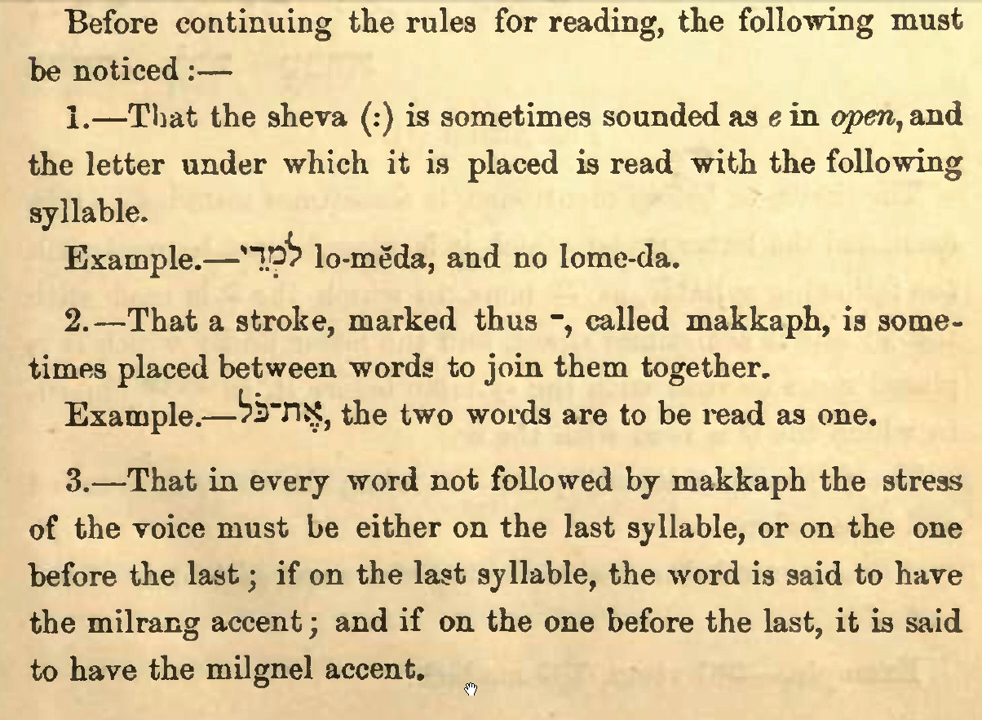 Before continuing the rules for reading, the following must
be noticed :—
1.—That the sheva (:) is sometimes sounded as e in open, and
the letter under which it is placed is read with the following
syllable.
Example.—לֹמְדֵי lo-mĕda, and no lome-da.
2.—That a stroke, marked thus ־, called makkaph, is some-
times placed between words to join them together.
Example.—אֶת־כֹּל, the two words are to be read as one.
3.—That in every word not followed by makkaph the stress
of the voice must be either on the last syllable, or on the one
before the last ; if on the last syllable, the word is said to have
the milrang accent ; and if on the one before the last, it is said
to have the milgnel accent.